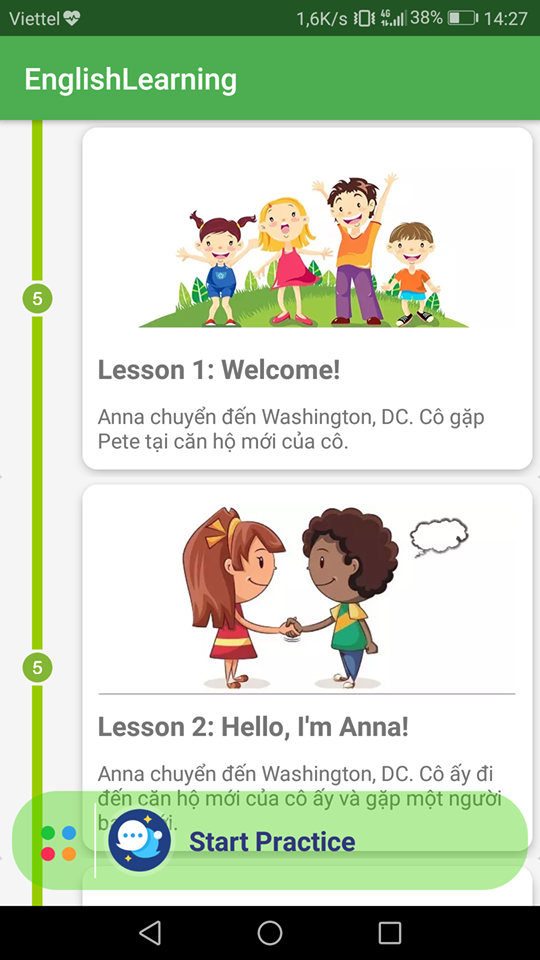 Viettel 1,6K/s 4G 38% 14:27
EnglishLearning
5
Lesson 1: Welcome!
Anna chuyển đến Washington, DC. Cô gặp
Pete tại căn hộ mới của cô.
5
Lesson 2: Hello, I'm Anna!
Anna chuyển đến Washington, DC. Cô ấy đi
đến căn hộ mới của cô ấy và gặp một người
Start Practice